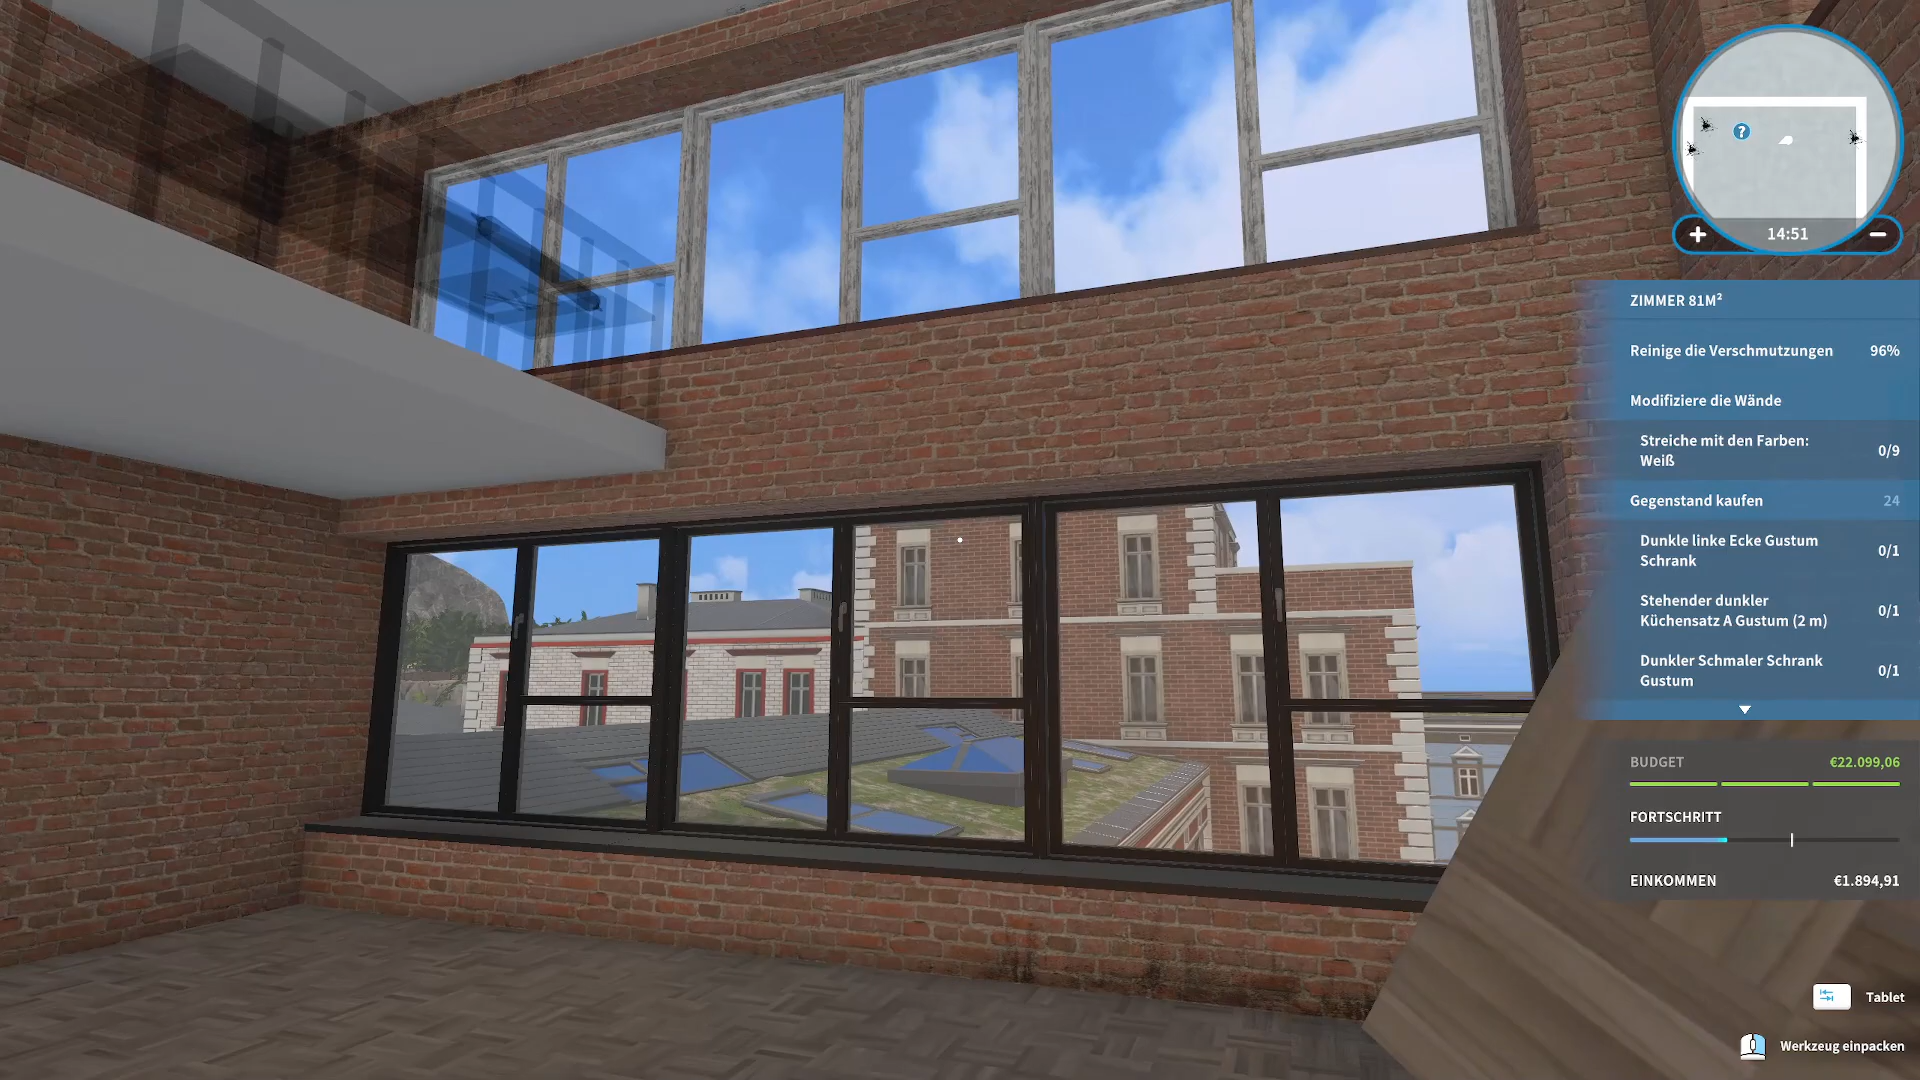 ?
14:51
ZIMMER 81M²
Reinige die Verschmutzungen 96%
Modifiziere die Wände
Streiche mit den Farben: 
Weiß 0/9
Gegenstand kaufen 24
Dunkle linke Ecke Gustum
Schrank 0/1
Stehender dunkler
Küchensatz A Gustum (2 m) 0/1
Dunkler Schmaler Schrank
Gustum 0/1
BUDGET €22.099,06
FORTSCHRITT
EINKOMMEN €1.894,91
Tablet
Werkzeug einpacken